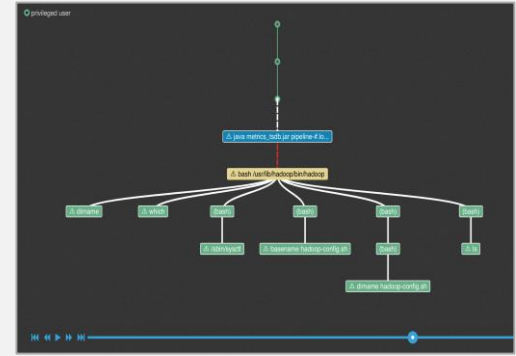 privileged user
⚠ java metrics_tsdb.jar pipeline-# lo...
⚠ bash /usr/lib/hadoop/bin/hadoop
⚠ dirname
⚠ which
(bash)
(bash)
(bash)
(bash)
⚠ /sbin/sysctl
⚠ basename hadoop-config.sh
(bash)
⚠ ls
⚠ dirname hadoop-config.sh